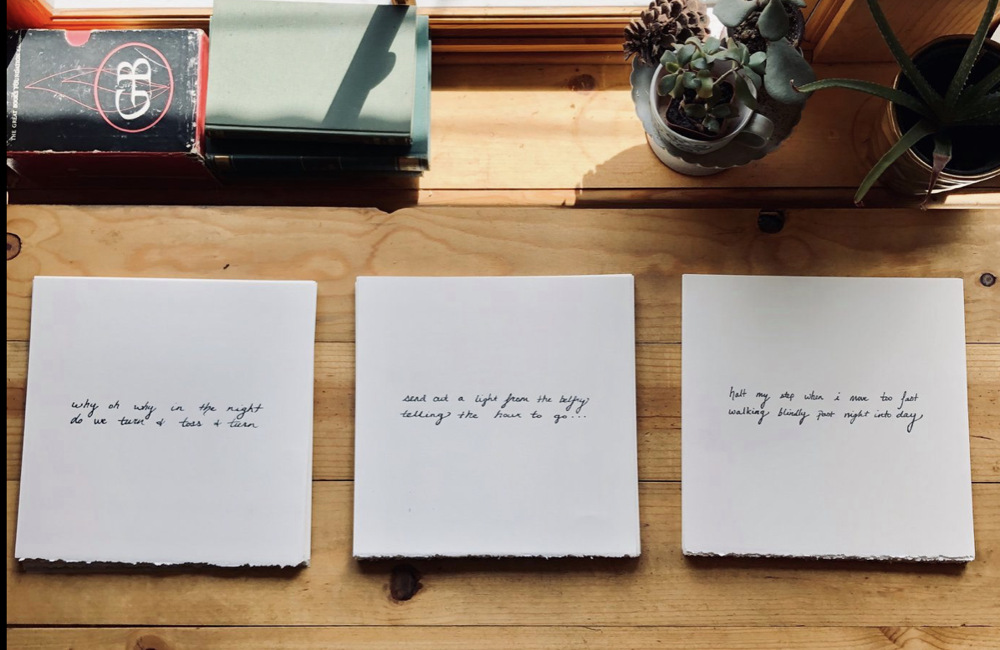 THE GREAT BOOKS FOUNDATION
GB
why oh why in the night
do we turn & toss & turn
send out a light from the belfry
telling the hour to go...
halt my step when i move too fast
walking blindly past night into day